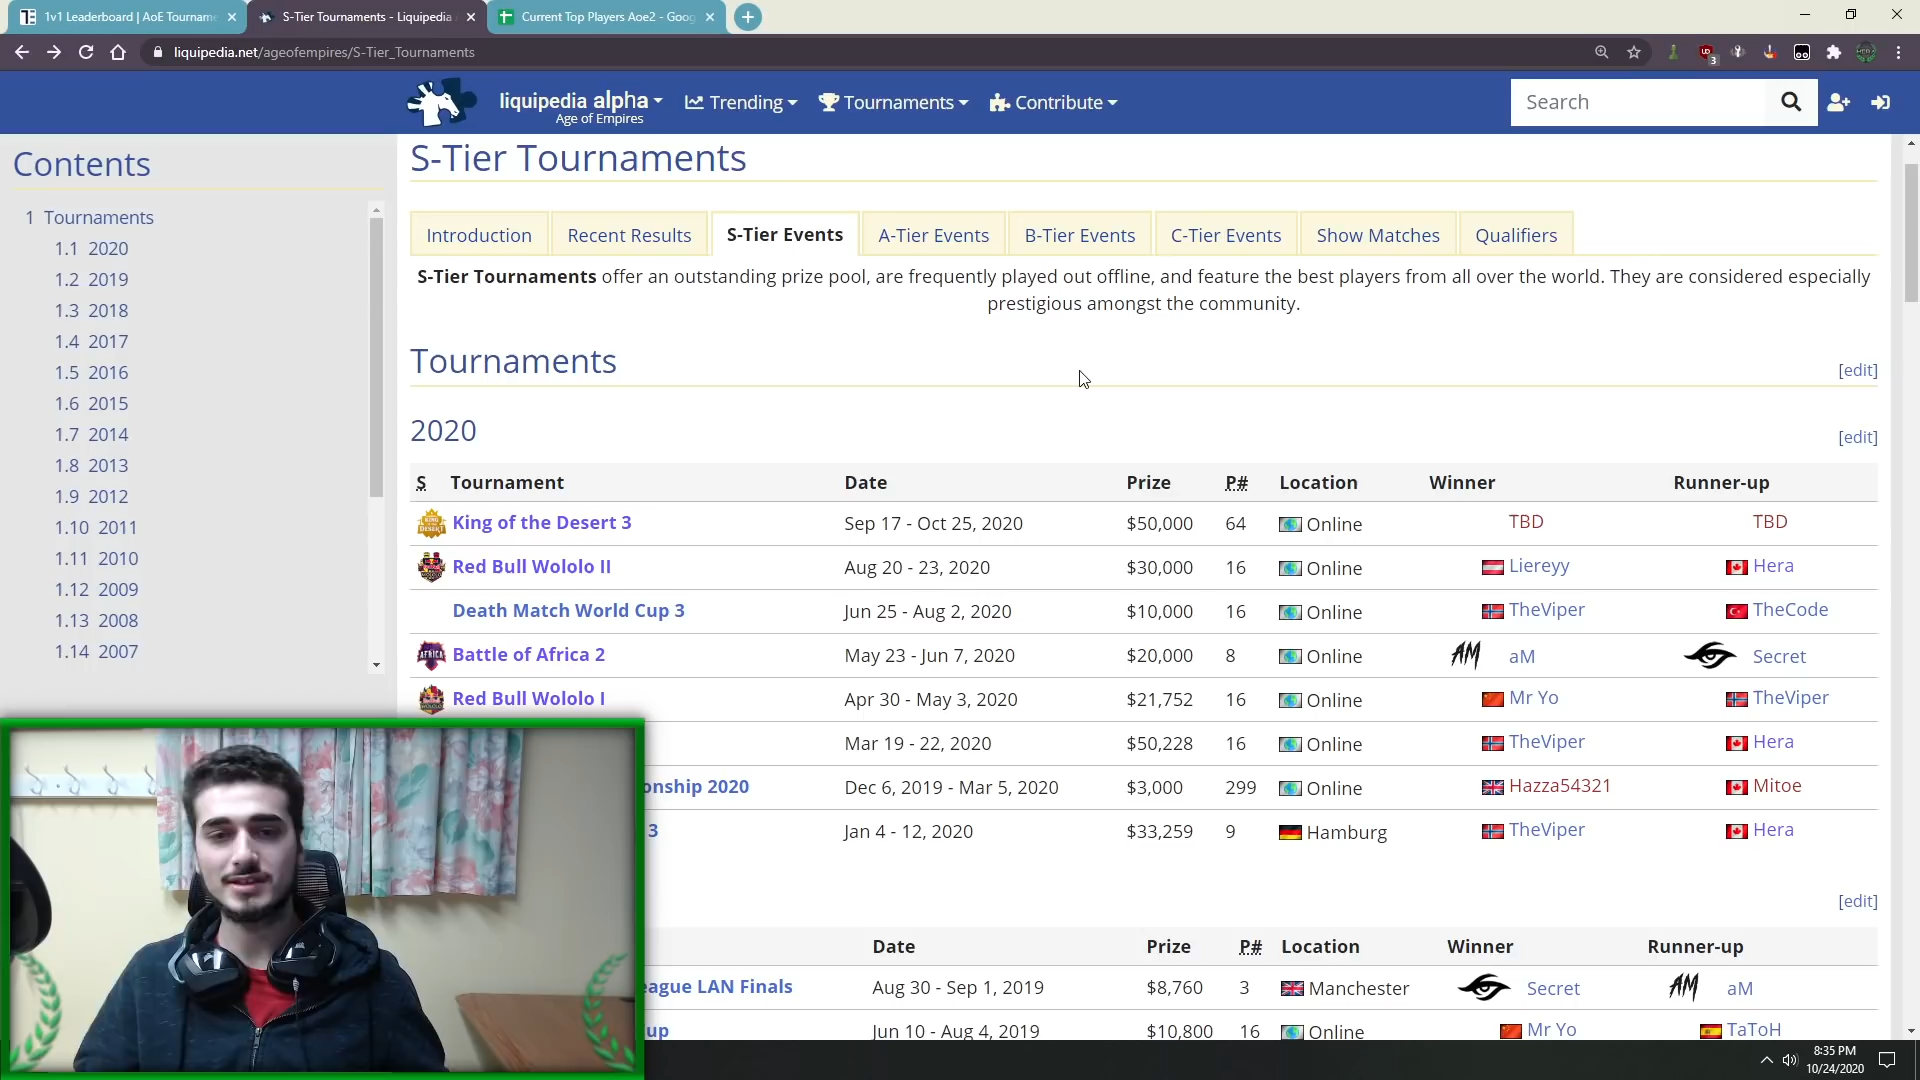 1v1 Leaderboard | AoE Tourname
S-Tier Tournaments - Liquipedia
Current Top Players Aoe2 - Goog
liquipedia.net/ageofempires/S-Tier_Tournaments
3
liquipedia alpha
Age of Empires
Trending
Tournaments
Contribute
Search
Contents
1 Tournaments
1.1 2020
1.2 2019
1.3 2018
1.4 2017
1.5 2016
1.6 2015
1.7 2014
1.8 2013
1.9 2012
1.10 2011
1.11 2010
1.12 2009
1.13 2008
1.14 2007
S-Tier Tournaments
Introduction Recent Results S-Tier Events A-Tier Events B-Tier Events C-Tier Events Show Matches Qualifiers
S-Tier Tournaments offer an outstanding prize pool, are frequently played out offline, and feature the best players from all over the world. They are considered especially
prestigious amongst the community.
Tournaments [edit]
2020 [edit]
S Tournament Date Prize P# Location Winner Runner-up
King of the Desert 3 Sep 17 - Oct 25, 2020 $50,000 64 Online TBD TBD
Red Bull Wololo II Aug 20 - 23, 2020 $30,000 16 Online Liereyy Hera
Death Match World Cup 3 Jun 25 - Aug 2, 2020 $10,000 16 Online TheViper TheCode
AFRICA Battle of Africa 2 May 23 - Jun 7, 2020 $20,000 8 Online AM aM Secret
Red Bull Wololo I Apr 30 - May 3, 2020 $21,752 16 Online Mr Yo TheViper
Mar 19 - 22, 2020 $50,228 16 Online TheViper Hera
onship 2020 Dec 6, 2019 - Mar 5, 2020 $3,000 299 Online Hazza54321 Mitoe
3 Jan 4 - 12, 2020 $33,259 9 Hamburg TheViper Hera
[edit]
Date Prize P# Location Winner Runner-up
eague LAN Finals Aug 30 - Sep 1, 2019 $8,760 3 Manchester Secret AM aM
up Jun 10 - Aug 4, 2019 $10,800 16 Online Mr Yo TaToH
8:35 PM
10/24/2020